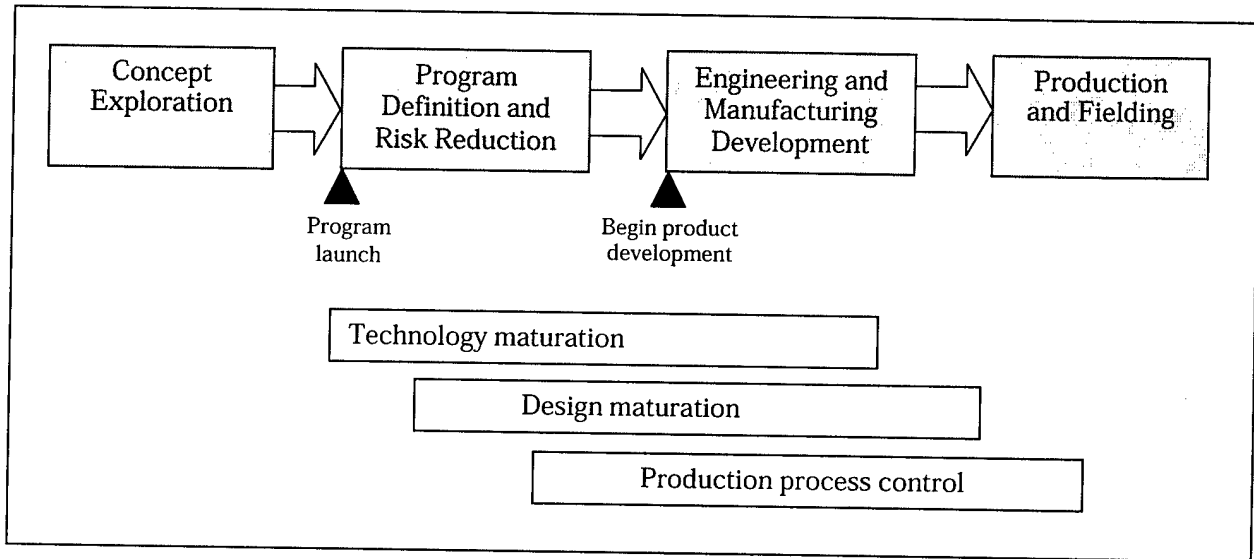 Concept
Exploration
Program
Definition and
Risk Reduction
Engineering and
Manufacturing
Development
Production
and Fielding
Program
launch
Begin product
development
Technology maturation
Design maturation
Production process control